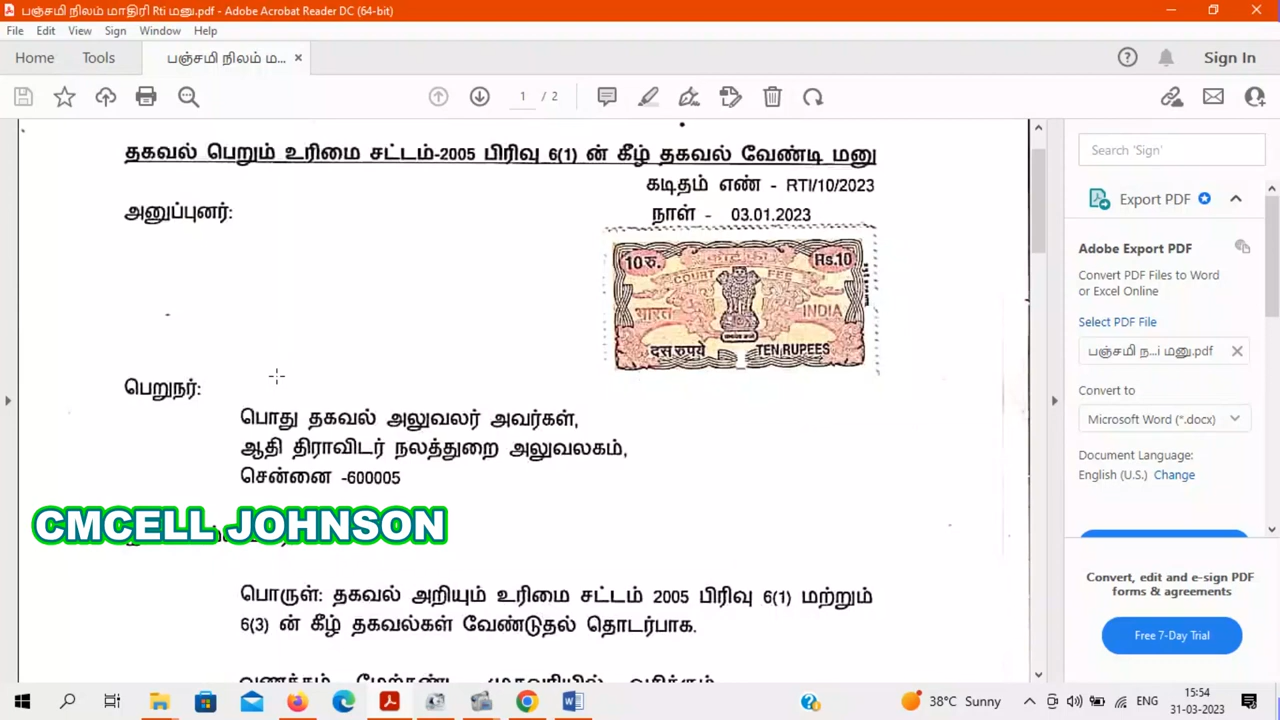 பஞ்சமி நிலம் மாதிரி Rti மனு.pdf - Adobe Acrobat Reader DC (64-bit)
File Edit View Sign Window Help
Home Tools பஞ்சமி நிலம் ம... × Sign In
1 / 2
தகவல் பெறும் உரிமை சட்டம்-2005 பிரிவு 6(1) ன் கீழ் தகவல் வேண்டி மனு
கடிதம் எண் - RTI/10/2023
அனுப்புனர்:
நாள் - 03.01.2023
10 रु. Rs.10
COURT FEE
भारत INDIA
दस रुपये TEN RUPEES
பெறுநர்:
பொது தகவல் அலுவலர் அவர்கள்,
ஆதி திராவிடர் நலத்துறை அலுவலகம்,
சென்னை -600005
CMCELL JOHNSON
பொருள்: தகவல் அறியும் உரிமை சட்டம் 2005 பிரிவு 6(1) மற்றும்
6(3) ன் கீழ் தகவல்கள் வேண்டுதல் தொடர்பாக.
வணக்கம்
Search 'Sign'
Export PDF
Adobe Export PDF
Convert PDF Files to Word
or Excel Online
Select PDF File
பஞ்சமி ந...i மனு.pdf
Convert to
Microsoft Word (*.docx)
Document Language:
English (U.S.) Change
Convert, edit and e-sign PDF
forms & agreements
Free 7-Day Trial
38°C Sunny
ENG
15:54
31-03-2023